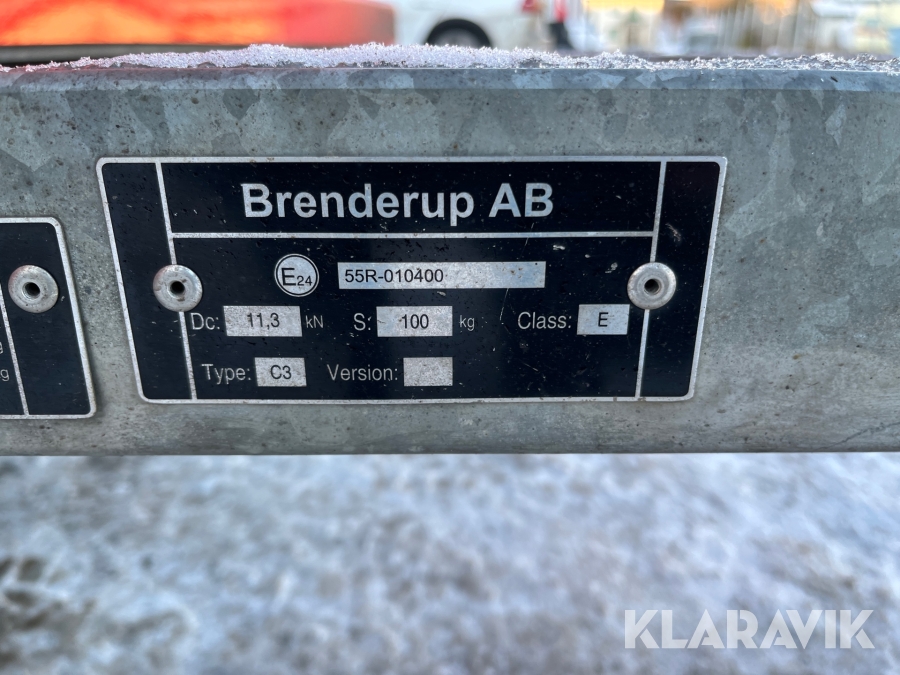 Brenderup AB
E24 55R-010400
Dc: 11,3 kN S: 100 kg Class: E
Type: C3 Version:
g
g
KLARAVIK